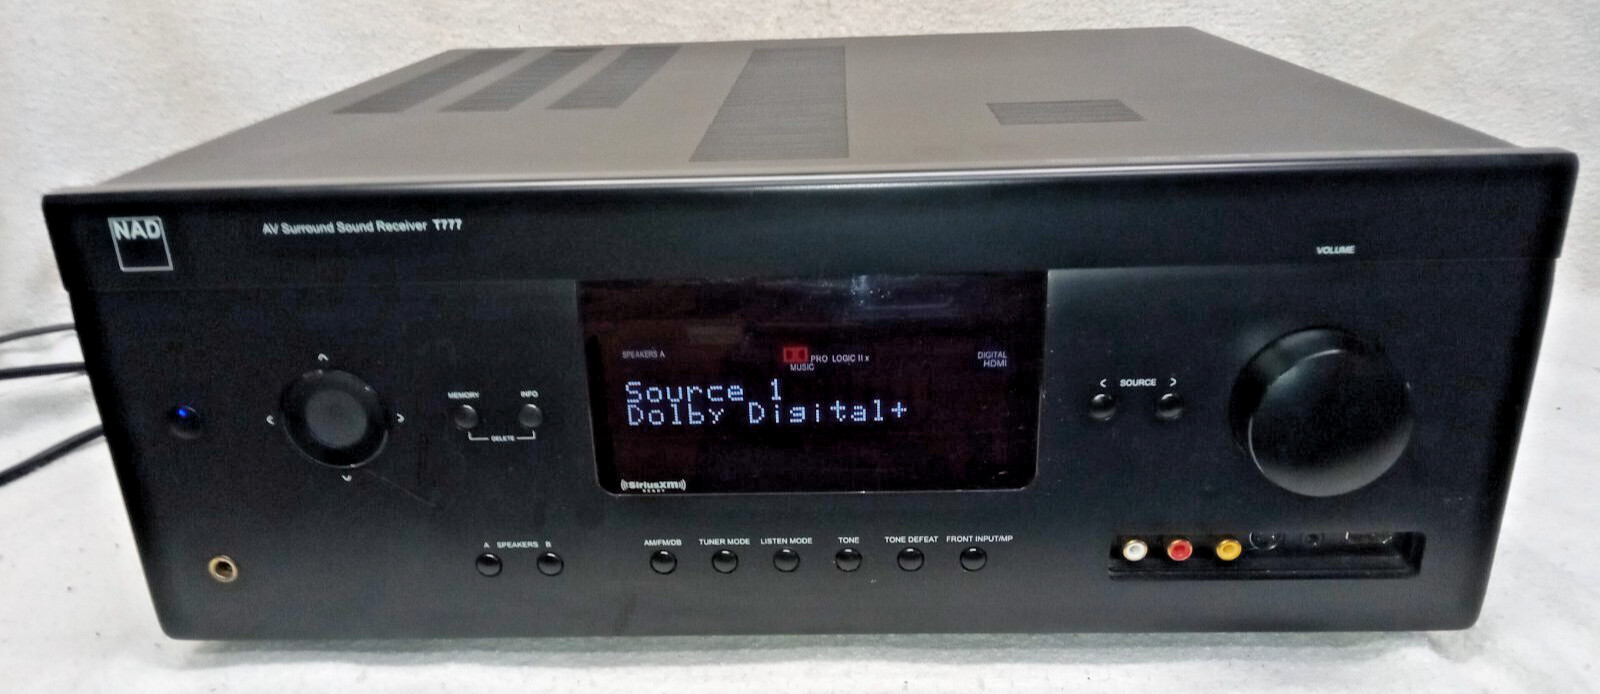 NAD
AV Surround Sound Receiver T777
VOLUME
SPEAKERS A
PRO LOGIC II x
MUSIC
DIGITAL
HDMI
Source 1
Dolby Digital+
SiriusXM
READY
MEMORY
INFO
DELETE
< SOURCE >
A SPEAKERS B
AM/FM/DB
TUNER MODE
LISTEN MODE
TONE
TONE DEFEAT
FRONT INPUT/MP